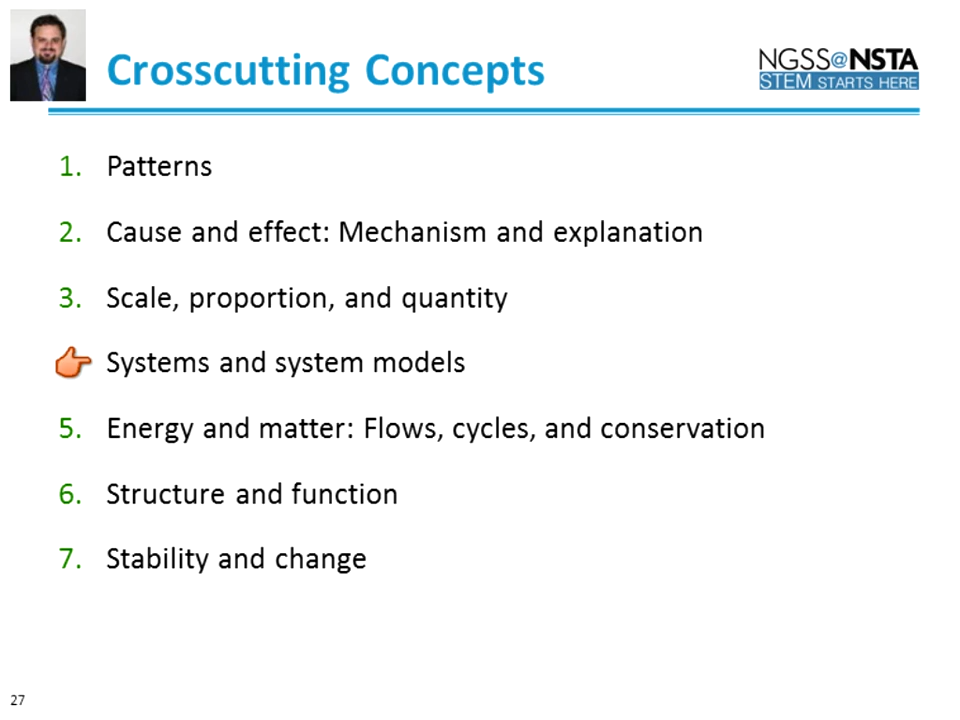 Crosscutting Concepts
NGSS@NSTA
STEM STARTS HERE
1. Patterns
2. Cause and effect: Mechanism and explanation
3. Scale, proportion, and quantity
Systems and system models
5. Energy and matter: Flows, cycles, and conservation
6. Structure and function
7. Stability and change
27